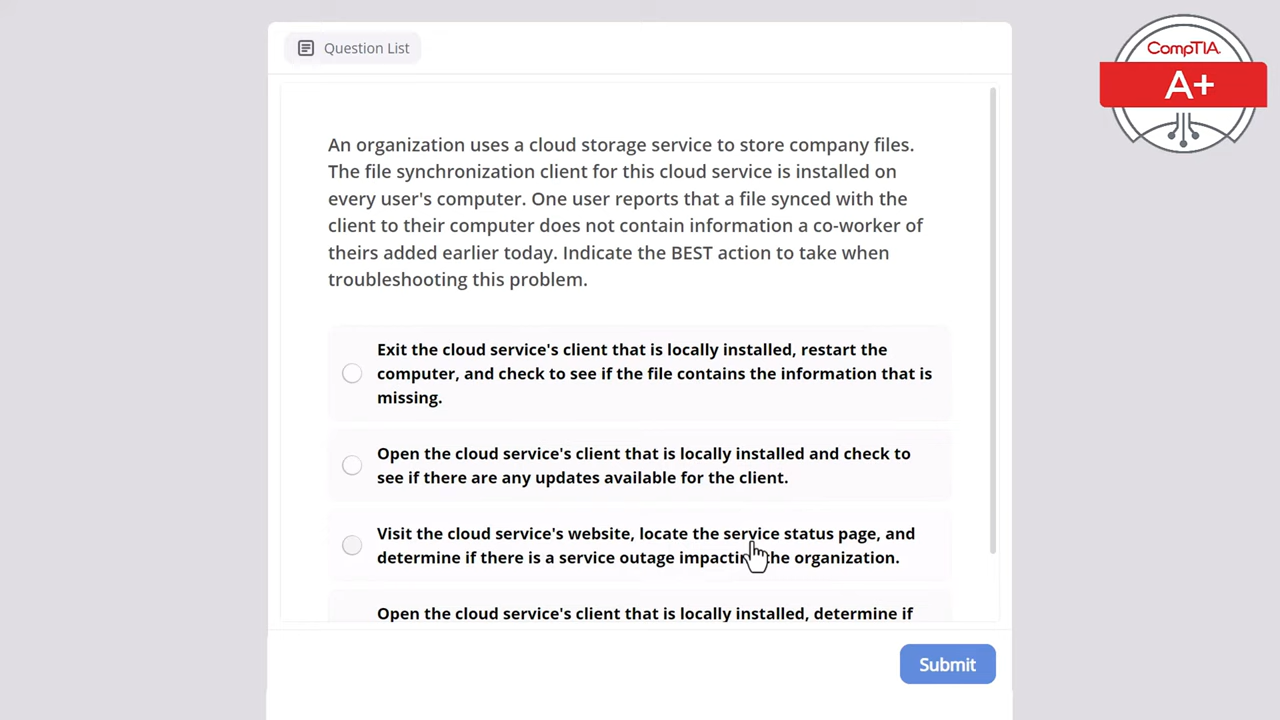 Question List
CompTIA.
A+
An organization uses a cloud storage service to store company files.
The file synchronization client for this cloud service is installed on
every user's computer. One user reports that a file synced with the
client to their computer does not contain information a co-worker of
theirs added earlier today. Indicate the BEST action to take when
troubleshooting this problem.
Exit the cloud service's client that is locally installed, restart the
computer, and check to see if the file contains the information that is
missing.
Open the cloud service's client that is locally installed and check to
see if there are any updates available for the client.
Visit the cloud service's website, locate the service status page, and
determine if there is a service outage impacting the organization.
Open the cloud service's client that is locally installed, determine if
Submit